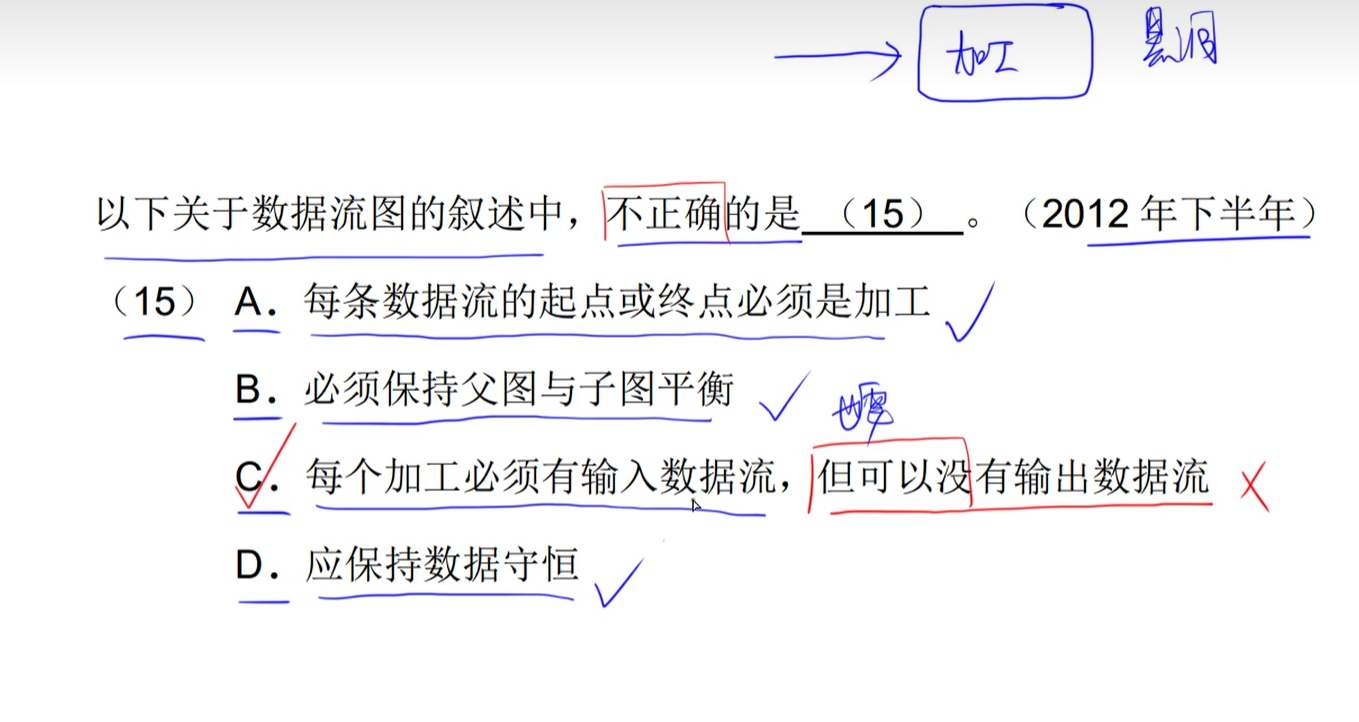 加工 黑洞
以下关于数据流图的叙述中，不正确的是（15）。（2012 年下半年）
（15） A．每条数据流的起点或终点必须是加工
B．必须保持父图与子图平衡
C．每个加工必须有输入数据流，但可以没有输出数据流
D．应保持数据守恒